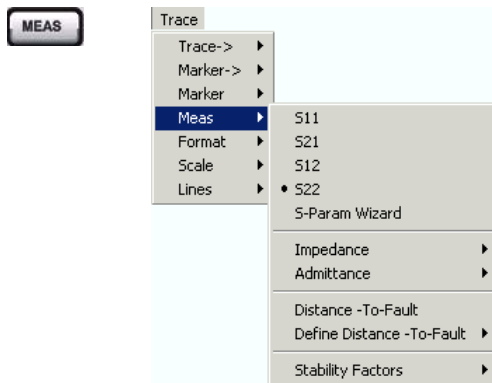 MEAS
Trace
Trace->
Marker->
Marker
Meas
Format
Scale
Lines
S11
S21
S12
S22
S-Param Wizard
Impedance
Admittance
Distance -To-Fault
Define Distance -To-Fault
Stability Factors